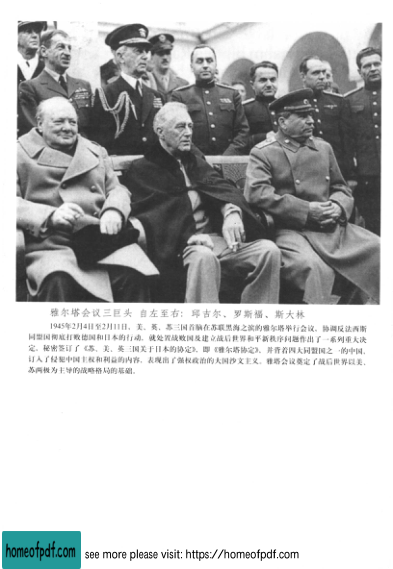 雅尔塔会议三巨头 自左至右：邱吉尔、罗斯福、斯大林
1945年2月4日至2月11日，美、英、苏三国首脑在苏联黑海之滨的雅尔塔举行会议，协调反法西斯
同盟国彻底打败德国和日本的行动，就处置战败国及建立战后世界和平新秩序问题作出了一系列重大决
定，秘密签订了《苏、美、英三国关于日本的协定》，即《雅尔塔协定》，并背着四大同盟国之一的中国，
订入了侵犯中国主权和利益的内容，表现出了强权政治的大国沙文主义。雅尔塔会议奠定了战后世界以美、
苏两极为主导的战略格局的基础。
homeofpdf.com
see more please visit: https://homeofpdf.com